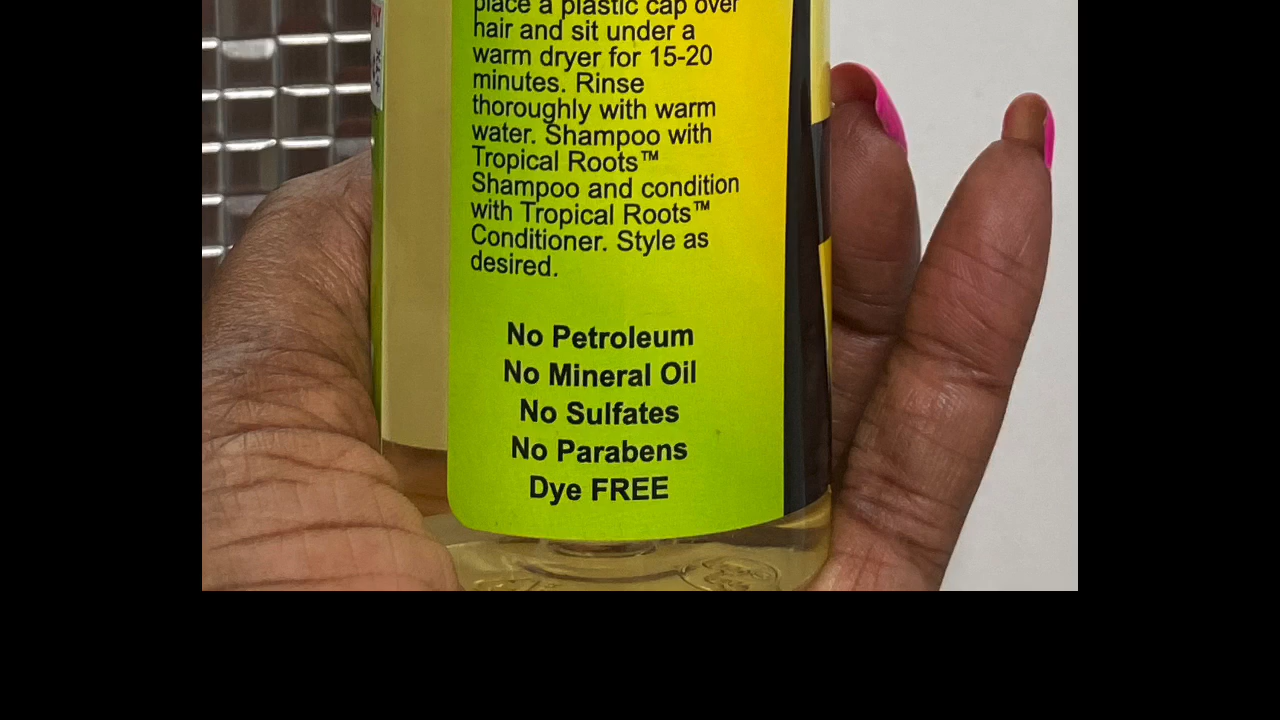 place a plastic cap over
hair and sit under a
warm dryer for 15-20
minutes. Rinse
thoroughly with warm
water. Shampoo with
Tropical Roots™
Shampoo and condition
with Tropical Roots™
Conditioner. Style as
desired.
No Petroleum
No Mineral Oil
No Sulfates
No Parabens
Dye FREE